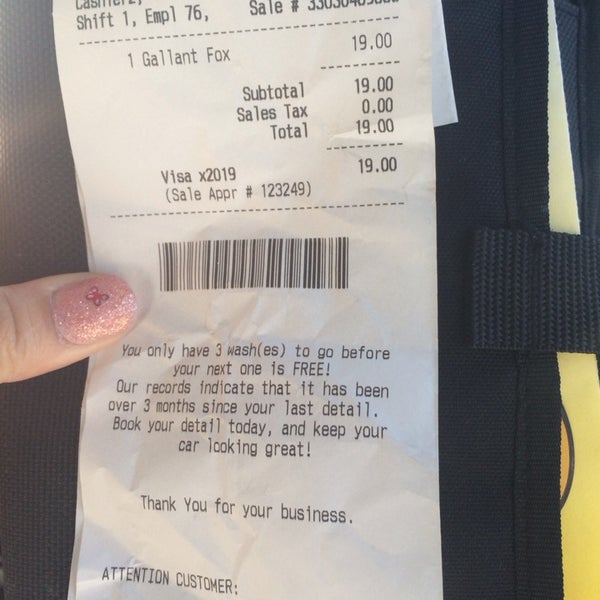 Shift 1, Empl 76,
Sale #
1 Gallant Fox 19.00
Subtotal 19.00
Sales Tax 0.00
Total 19.00
Visa x2019 19.00
(Sale Appr # 123249)
You only have 3 wash(es) to go before
your next one is FREE!
Our records indicate that it has been
over 3 months since your last detail.
Book your detail today, and keep your
car looking great!
Thank You for your business.
ATTENTION CUSTOMER: